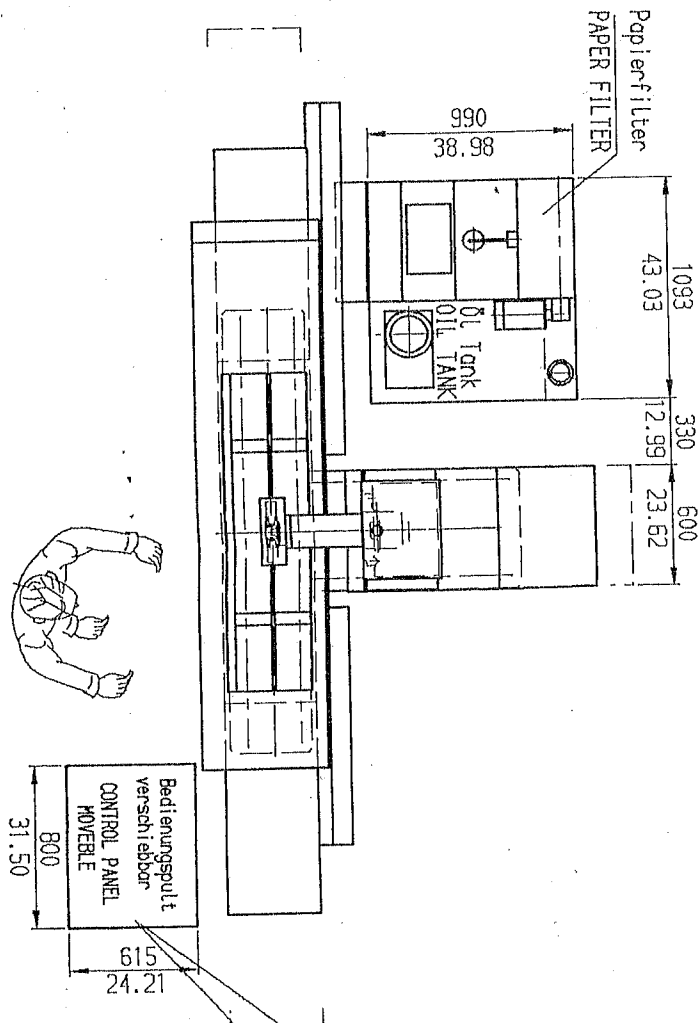 Papierfilter
PAPER FILTER
990
38.98
1093
43.03
330
12.99
600
23.62
Öl Tank
OIL TANK
Bedienungspult
verschiebbar
CONTROL PANEL
MOVEBLE
800
31.50
615
24.21